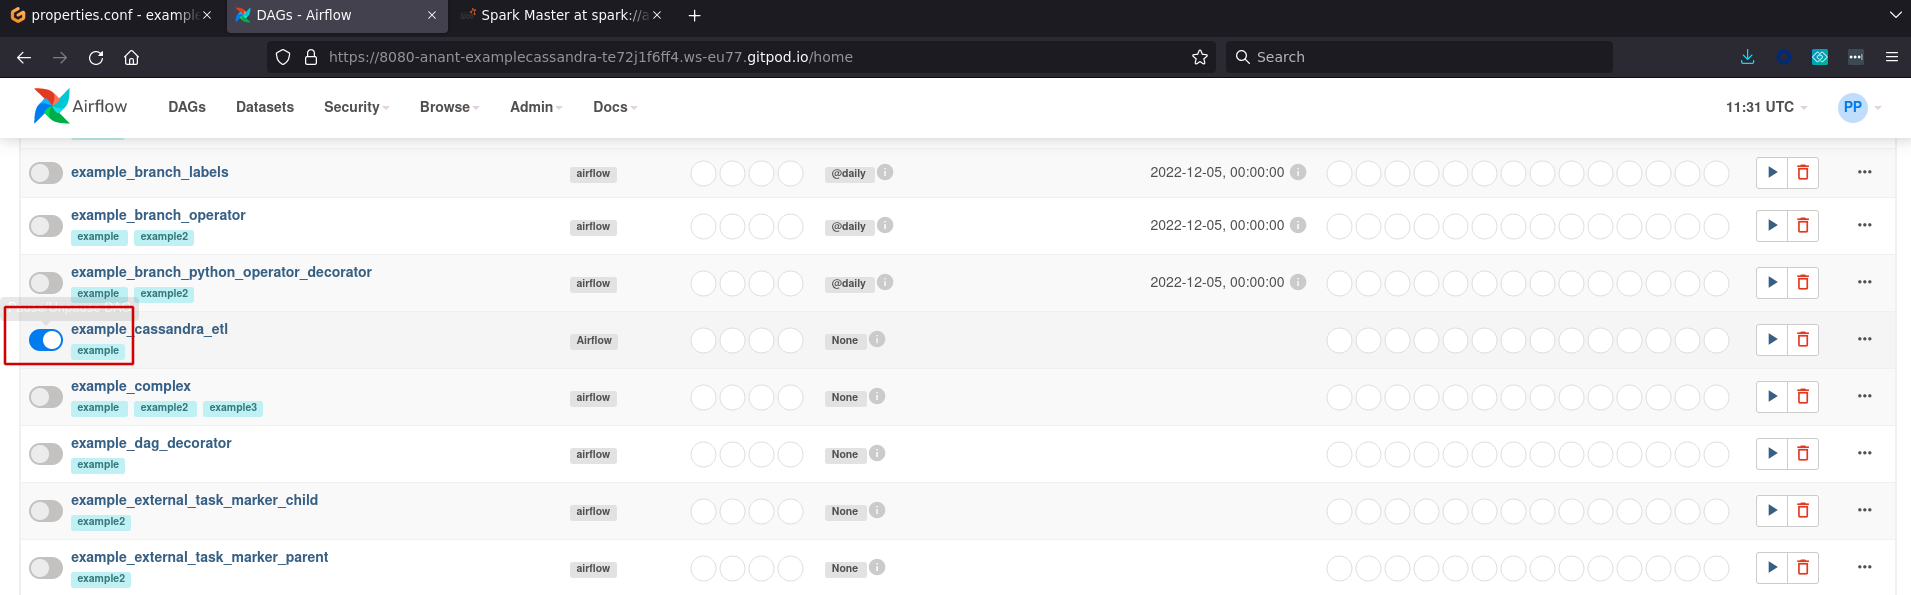 properties.conf - example
DAGs - Airflow
Spark Master at spark://a
https://8080-anant-examplecassandra-te72j1f6ff4.ws-eu77.gitpod.io/home
Search
Airflow DAGs Datasets Security Browse Admin Docs 11:31 UTC PP
example_branch_labels airflow @daily 2022-12-05, 00:00:00
example_branch_operator airflow @daily 2022-12-05, 00:00:00
example example2
example_branch_python_operator_decorator airflow @daily 2022-12-05, 00:00:00
example example2
example_cassandra_etl Airflow None
example
example_complex airflow None
example example2 example3
example_dag_decorator airflow None
example
example_external_task_marker_child airflow None
example2
example_external_task_marker_parent airflow None
example2